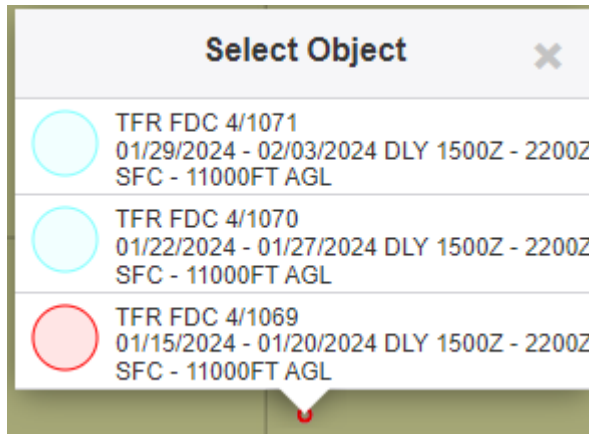 Select Object
TFR FDC 4/1071
01/29/2024 - 02/03/2024 DLY 1500Z - 2200Z
SFC - 11000FT AGL
TFR FDC 4/1070
01/22/2024 - 01/27/2024 DLY 1500Z - 2200Z
SFC - 11000FT AGL
TFR FDC 4/1069
01/15/2024 - 01/20/2024 DLY 1500Z - 2200Z
SFC - 11000FT AGL